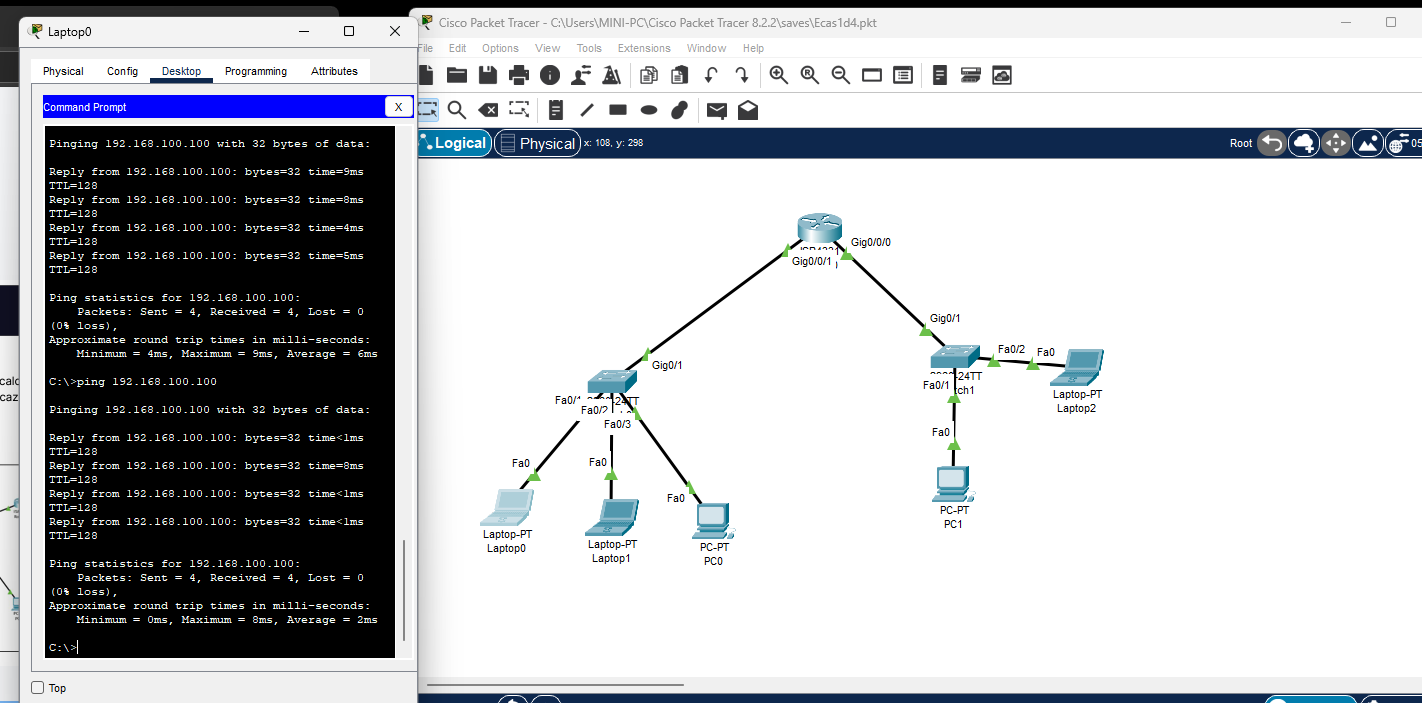 Laptop0
Physical Config Desktop Programming Attributes
Command Prompt
X
Pinging 192.168.100.100 with 32 bytes of data:
Reply from 192.168.100.100: bytes=32 time=9ms
TTL=128
Reply from 192.168.100.100: bytes=32 time=8ms
TTL=128
Reply from 192.168.100.100: bytes=32 time=4ms
TTL=128
Reply from 192.168.100.100: bytes=32 time=5ms
TTL=128
Ping statistics for 192.168.100.100:
Packets: Sent = 4, Received = 4, Lost = 0
(0% loss),
Approximate round trip times in milli-seconds:
Minimum = 4ms, Maximum = 9ms, Average = 6ms
C:\>ping 192.168.100.100
Pinging 192.168.100.100 with 32 bytes of data:
Reply from 192.168.100.100: bytes=32 time<1ms
TTL=128
Reply from 192.168.100.100: bytes=32 time=8ms
TTL=128
Reply from 192.168.100.100: bytes=32 time<1ms
TTL=128
Reply from 192.168.100.100: bytes=32 time<1ms
TTL=128
Ping statistics for 192.168.100.100:
Packets: Sent = 4, Received = 4, Lost = 0
(0% loss),
Approximate round trip times in milli-seconds:
Minimum = 0ms, Maximum = 8ms, Average = 2ms
C:\>
Top
Cisco Packet Tracer - C:\Users\MINI-PC\Cisco Packet Tracer 8.2.2\saves\Ecas1d4.pkt
File Edit Options View Tools Extensions Window Help
Logical Physical x: 108, y: 298
Root
Gig0/0/0
Gig0/0/1
Gig0/1
Fa0/2 Fa0
-24TT
Fa0/1
Laptop-PT
Laptop2
Fa0
PC-PT
PC1
Gig0/1
Fa0/1
Fa0/2
Fa0/3
Fa0
Fa0
Fa0
Laptop-PT
Laptop0
Laptop-PT
Laptop1
PC-PT
PC0